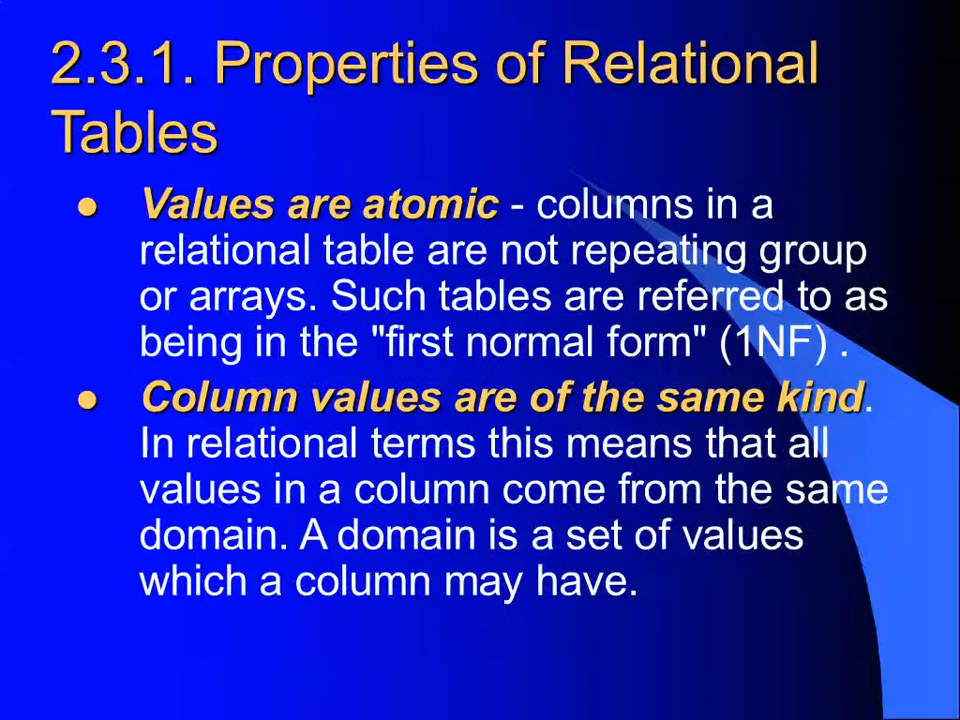 2.3.1. Properties of Relational
Tables
● Values are atomic - columns in a
relational table are not repeating group
or arrays. Such tables are referred to as
being in the "first normal form" (1NF) .
● Column values are of the same kind.
In relational terms this means that all
values in a column come from the same
domain. A domain is a set of values
which a column may have.